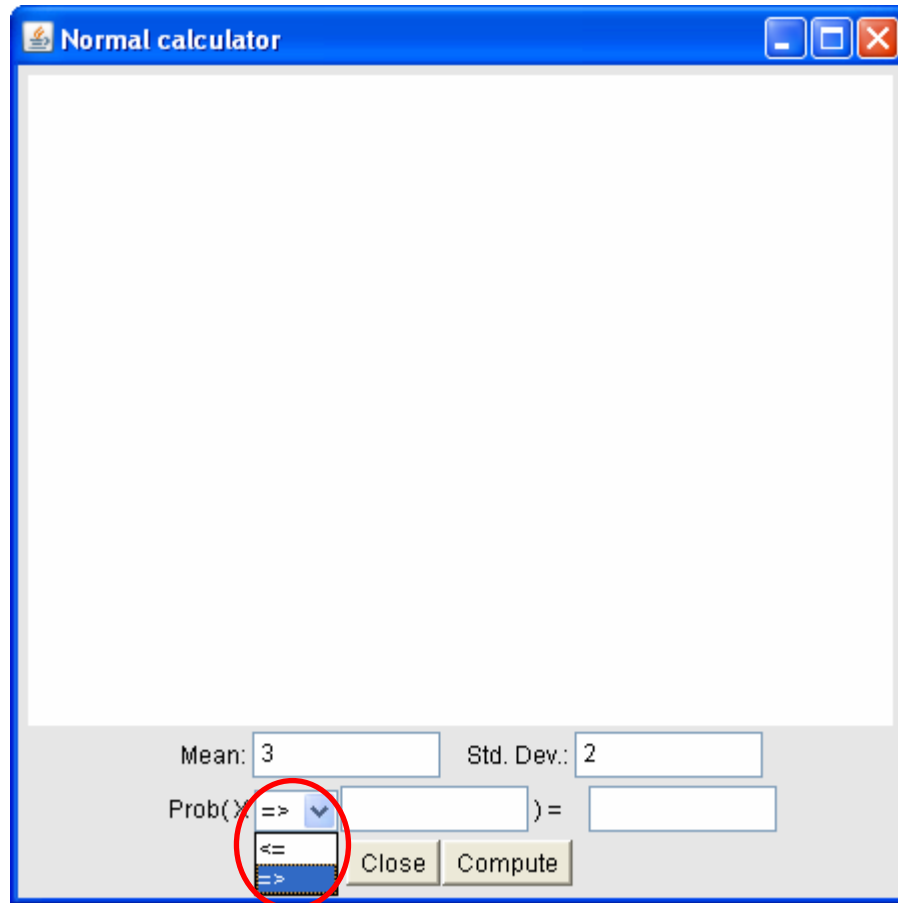 Normal calculator
Mean: 3 Std. Dev.: 2
Prob( X => ) =
<=
=> Close Compute